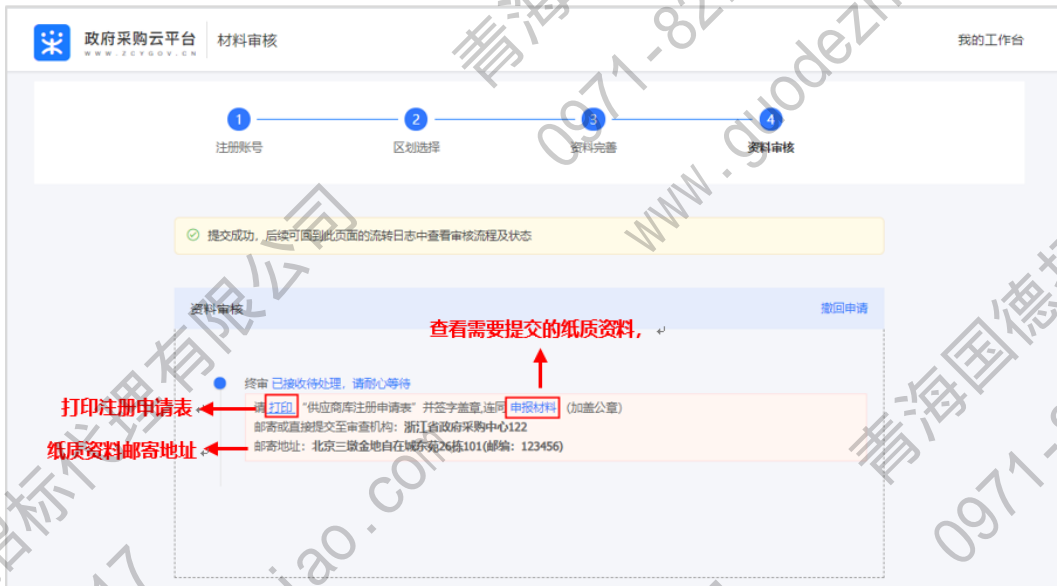 政府采购云平台 材料审核 我的工作台
WWW.ZCYGOV.CN
1 2 3 4
注册账号 区划选择 资料完善 资料审核
提交成功，后续可回到此页面的流转日志中查看审核流程及状态
资料审核 撤回申请
查看需要提交的纸质资料，
终审 已接收待处理，请耐心等待
打印注册申请表
请 打印 “供应商库注册申请表” 并签字盖章,连同 申报材料 (加盖公章)
邮寄或直接提交至审查机构：浙江省政府采购中心122
纸质资料邮寄地址
邮寄地址：北京三墩金地自在城东苑26栋101(邮编：123456)
青海
0971-82
www.guodezh
招标代理有限公司
jiao.com
青海国德招
0971-